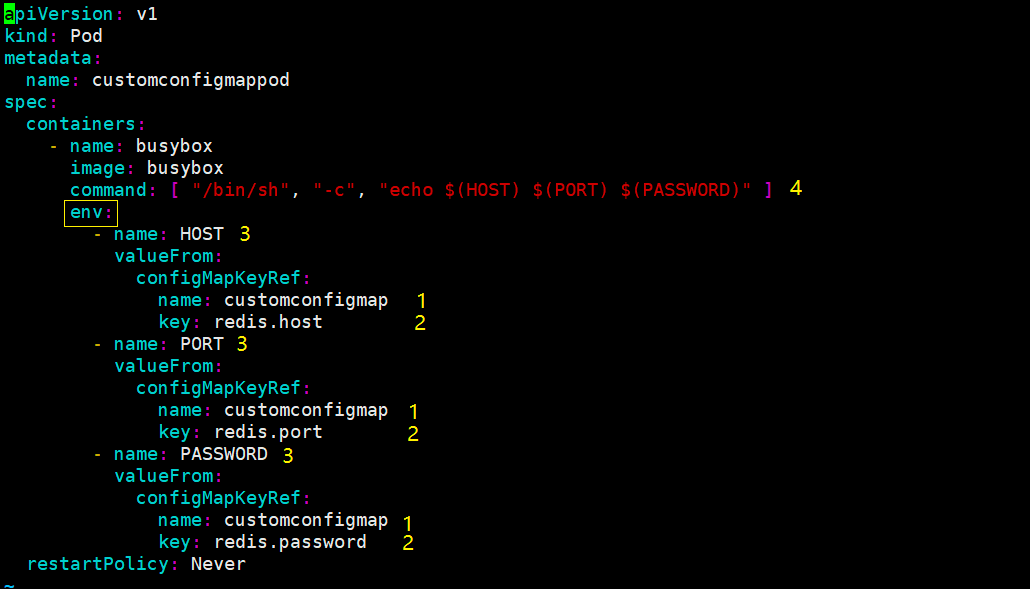 apiVersion: v1
kind: Pod
metadata:
  name: customconfigmappod
spec:
  containers:
    - name: busybox
      image: busybox
      command: [ "/bin/sh", "-c", "echo $(HOST) $(PORT) $(PASSWORD)" ] 4
      env:
        - name: HOST 3
          valueFrom:
            configMapKeyRef:
              name: customconfigmap 1
              key: redis.host 2
        - name: PORT 3
          valueFrom:
            configMapKeyRef:
              name: customconfigmap 1
              key: redis.port 2
        - name: PASSWORD 3
          valueFrom:
            configMapKeyRef:
              name: customconfigmap 1
              key: redis.password 2
  restartPolicy: Never
~